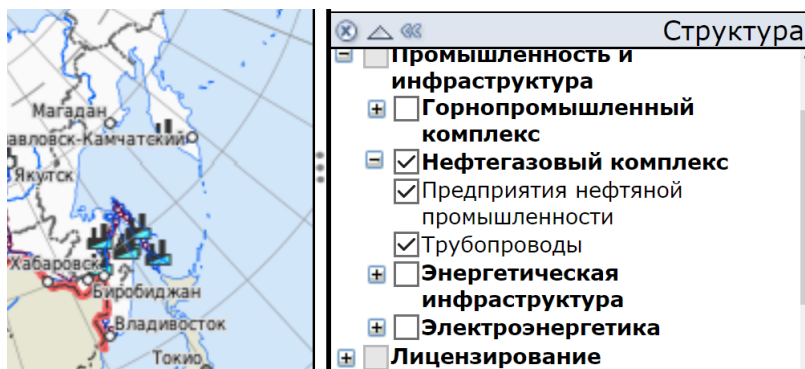 Магадан
авловск-Камчатский
Якутск
Хабаровск
Биробиджан
Владивосток
Токио
Структура
Промышленность и
инфраструктура
Горнопромышленный
комплекс
Нефтегазовый комплекс
Предприятия нефтяной
промышленности
Трубопроводы
Энергетическая
инфраструктура
Электроэнергетика
Лицензирование